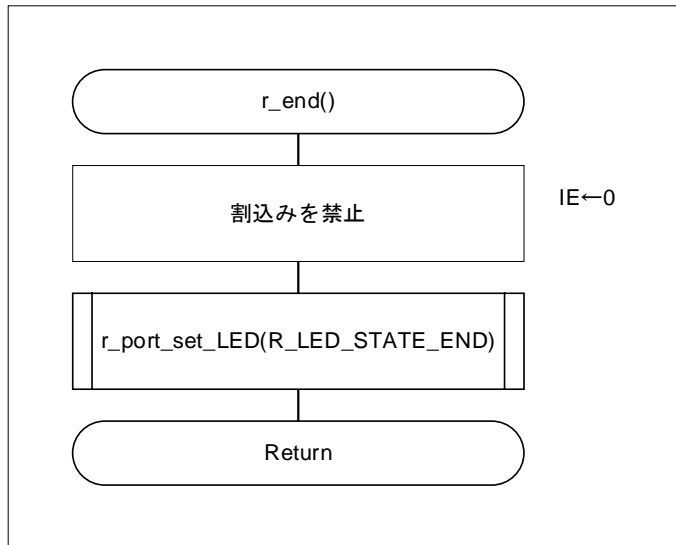 r_end()
割込みを禁止
IE←0
r_port_set_LED(R_LED_STATE_END)
Return